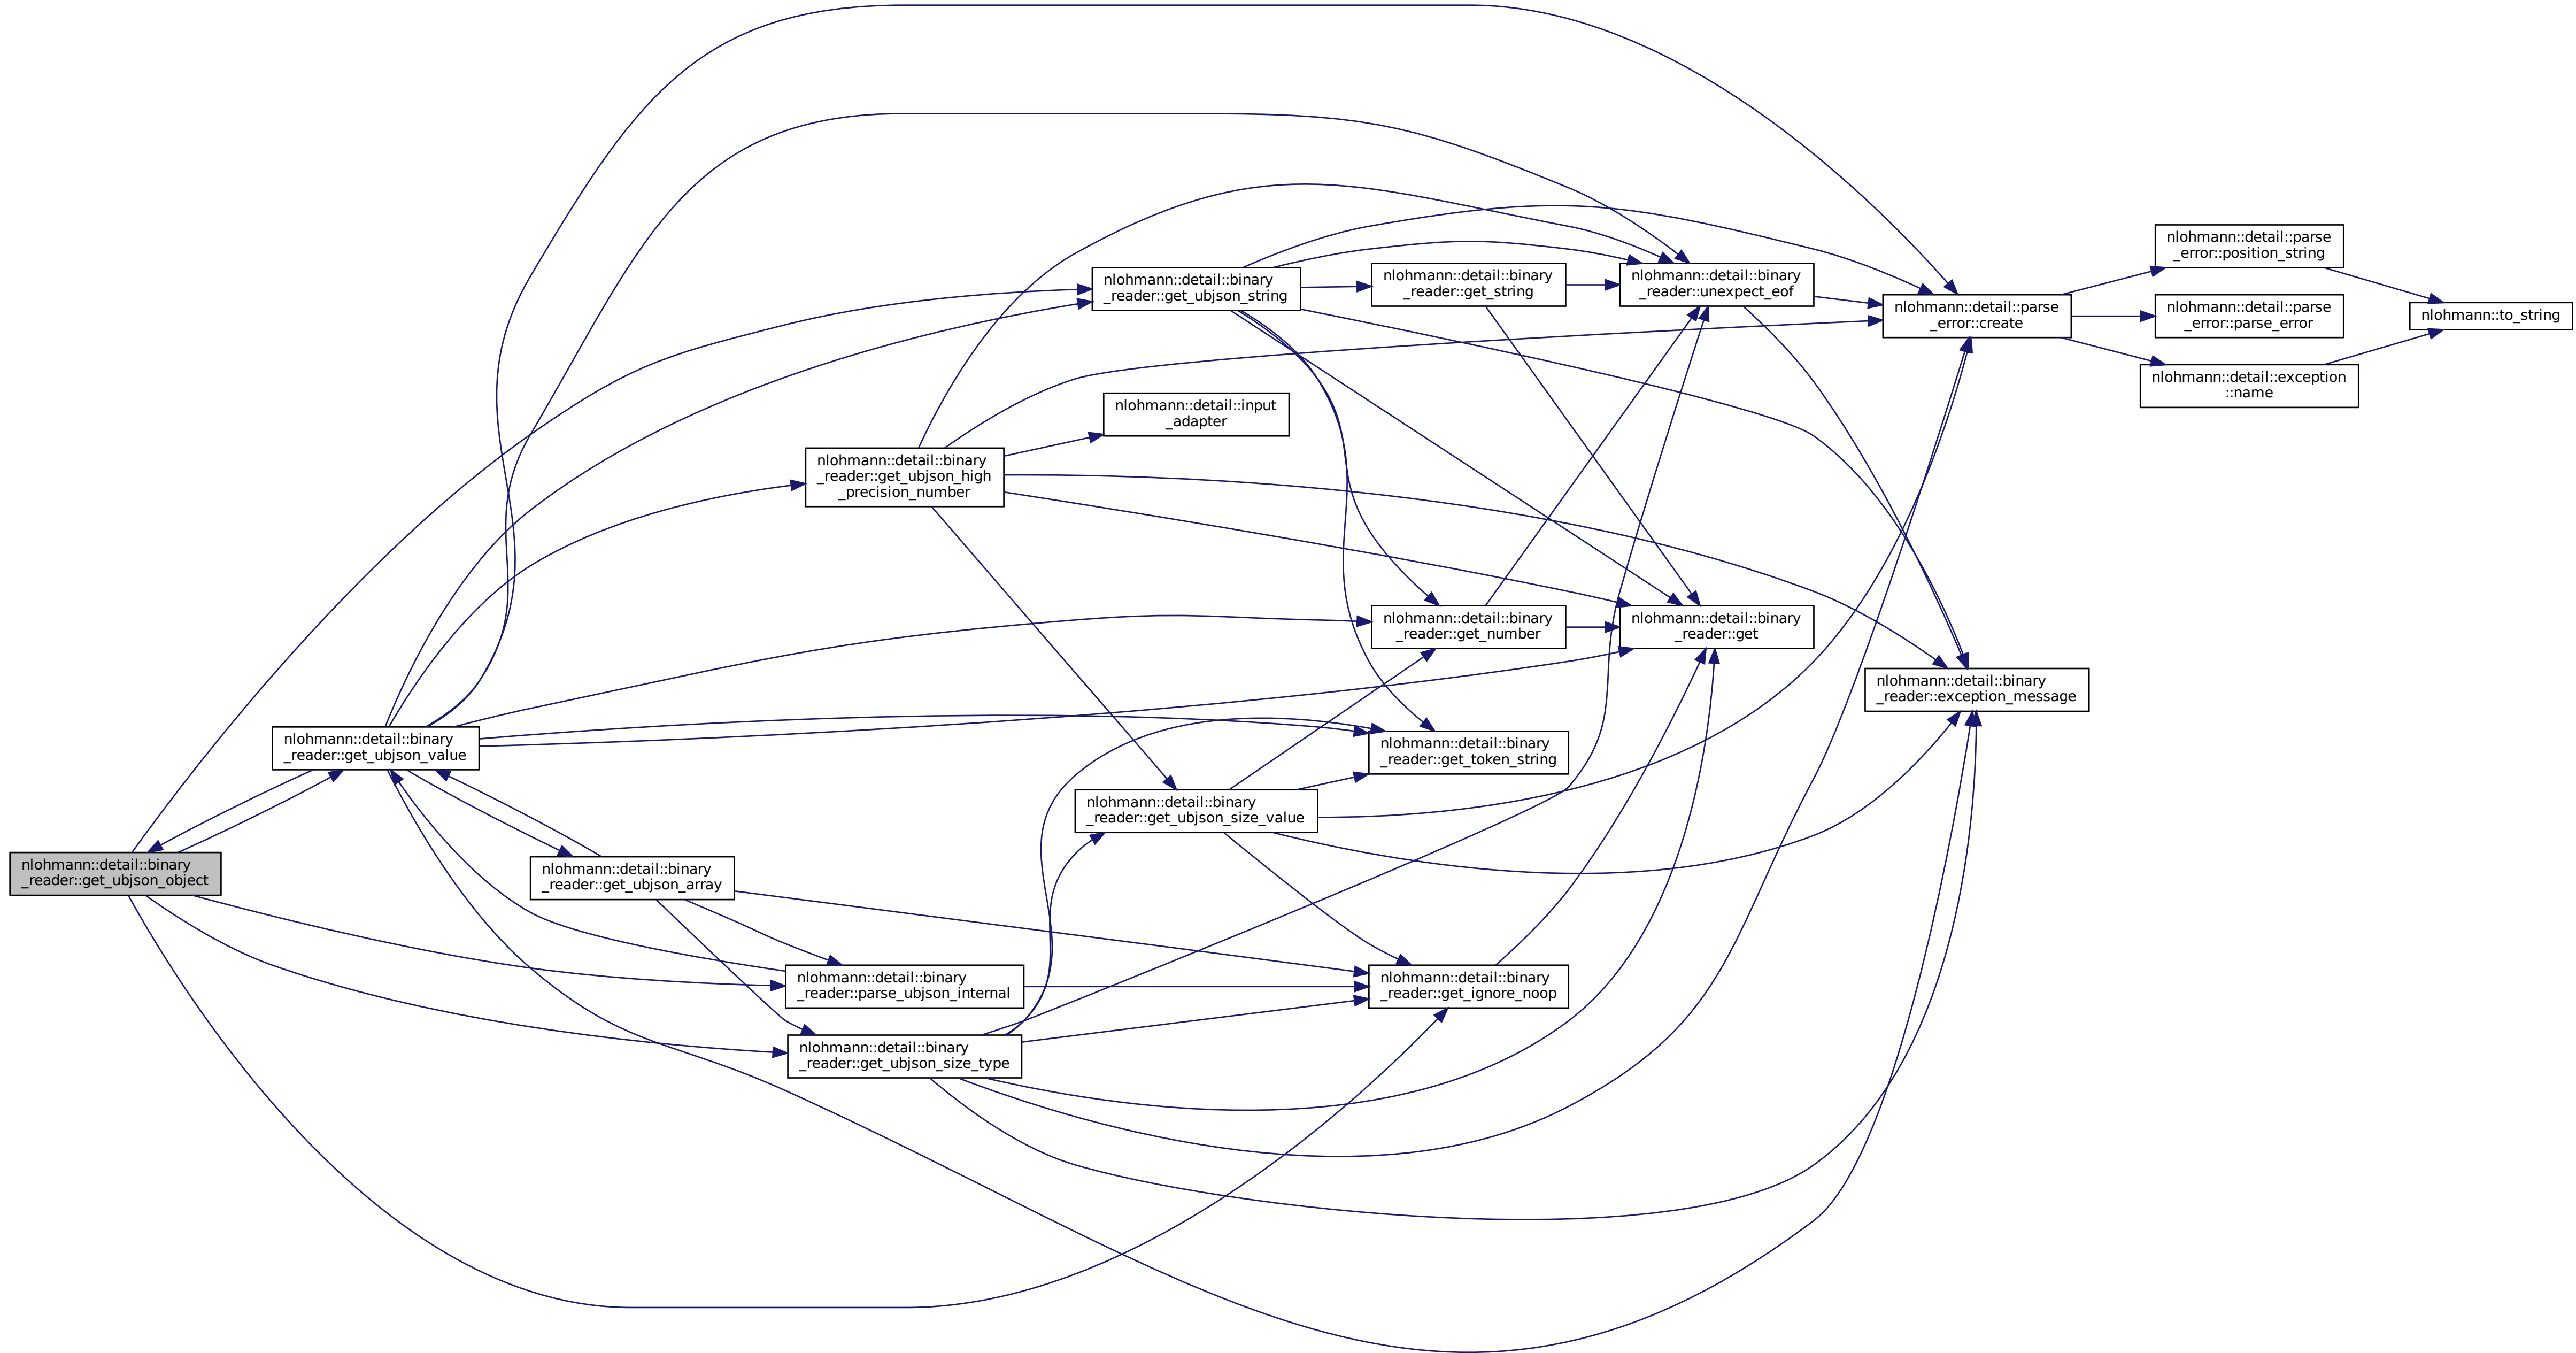 nlohmann::detail::binary
_reader::get_ubjson_object
nlohmann::detail::binary
_reader::get_ubjson_value
nlohmann::detail::binary
_reader::get_ubjson_array
nlohmann::detail::binary
_reader::get_ubjson_high
_precision_number
nlohmann::detail::binary
_reader::parse_ubjson_internal
nlohmann::detail::binary
_reader::get_ubjson_size_type
nlohmann::detail::binary
_reader::get_ubjson_string
nlohmann::detail::input
_adapter
nlohmann::detail::binary
_reader::get_ubjson_size_value
nlohmann::detail::binary
_reader::get_string
nlohmann::detail::binary
_reader::get_number
nlohmann::detail::binary
_reader::get_token_string
nlohmann::detail::binary
_reader::get_ignore_noop
nlohmann::detail::binary
_reader::unexpect_eof
nlohmann::detail::binary
_reader::get
nlohmann::detail::parse
_error::create
nlohmann::detail::binary
_reader::exception_message
nlohmann::detail::parse
_error::position_string
nlohmann::detail::parse
_error::parse_error
nlohmann::detail::exception
::name
nlohmann::to_string